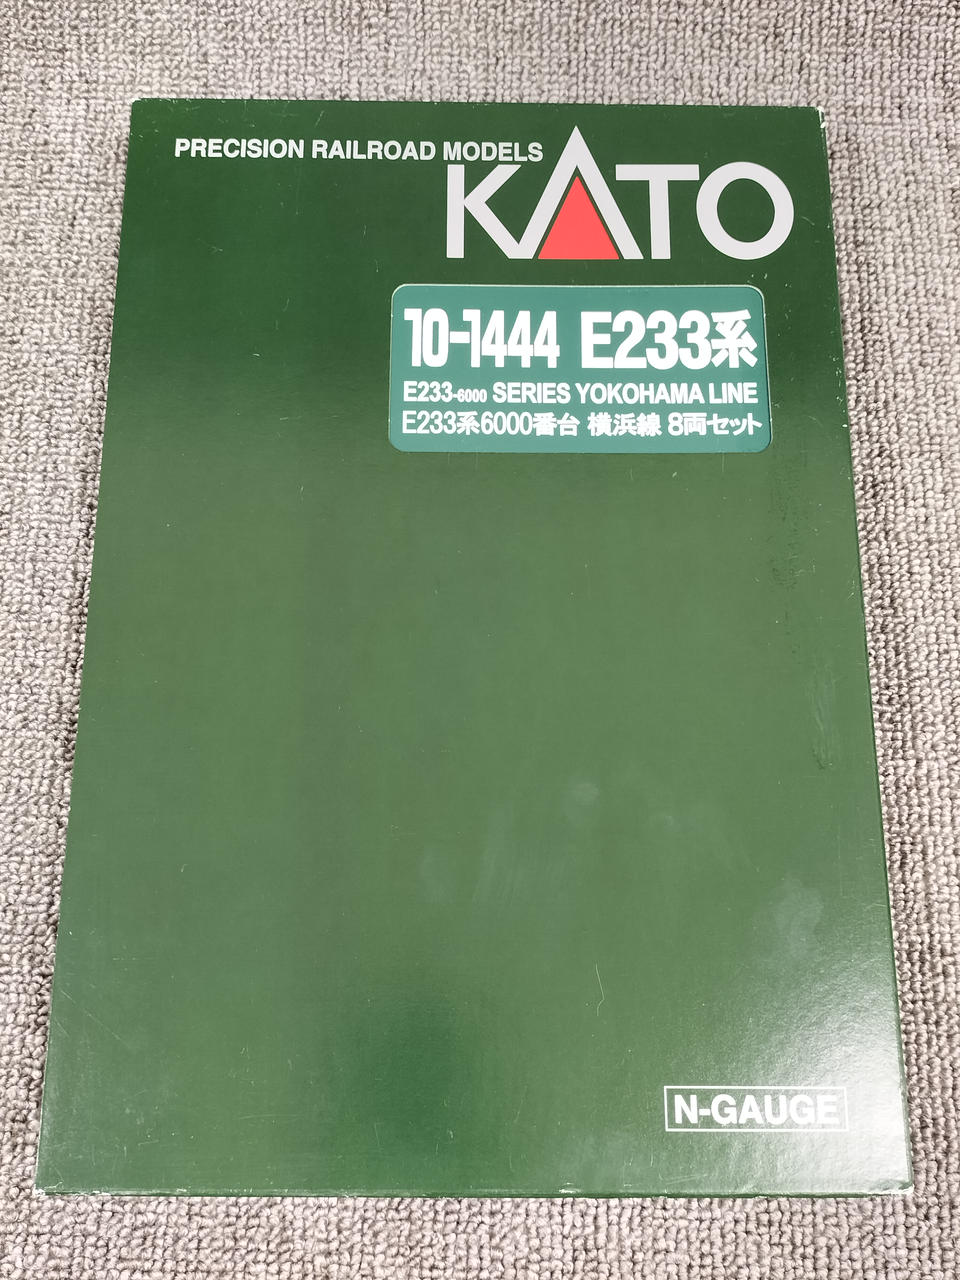 PRECISION RAILROAD MODELS
KATO
10-1444 E233系
E233-6000 SERIES YOKOHAMA LINE
E233系6000番台 横浜線 8両セット
N-GAUGE